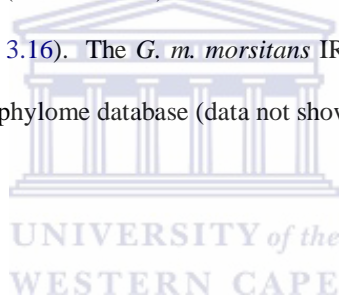 3.16). The G. m. morsitans IR
phylome database (data not show
UNIVERSITY of the
WESTERN CAPE